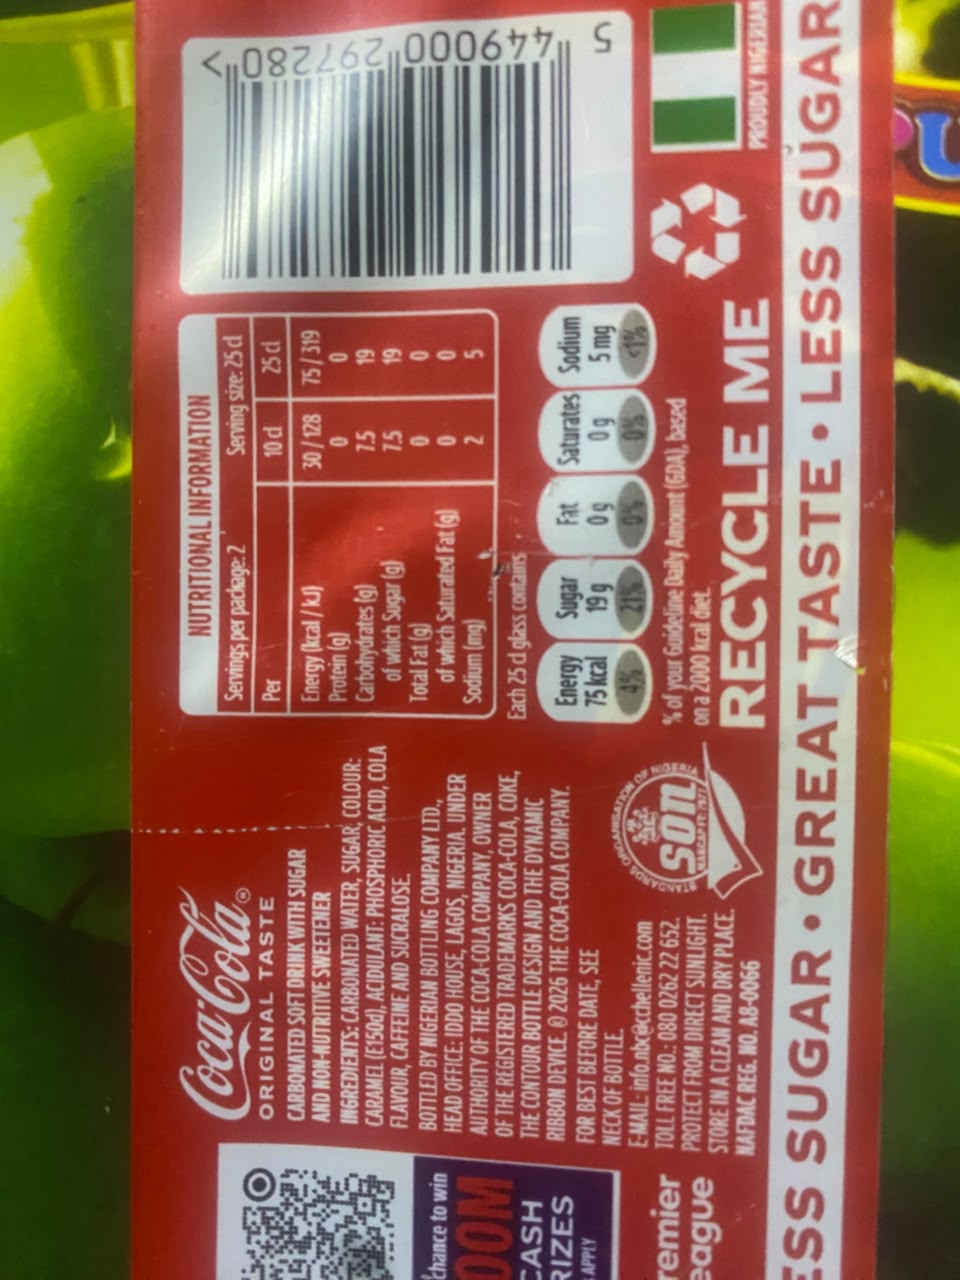 Coca-Cola®
ORIGINAL TASTE
CARBONATED SOFT DRINK WITH SUGAR
AND NON-NUTRITIVE SWEETENER
INGREDIENTS: CARBONATED WATER, SUGAR, COLOUR:
CARAMEL (E150d), ACIDULANT: PHOSPHORIC ACID, COLA
FLAVOUR, CAFFEINE AND SUCRALOSE.
BOTTLED BY NIGERIAN BOTTLING COMPANY LTD.,
HEAD OFFICE: IDDO HOUSE, LAGOS, NIGERIA. UNDER
AUTHORITY OF THE COCA-COLA COMPANY, OWNER
OF THE REGISTERED TRADEMARKS COCA-COLA, COKE,
THE CONTOUR BOTTLE DESIGN AND THE DYNAMIC
RIBBON DEVICE. © 2026 THE COCA-COLA COMPANY.
FOR BEST BEFORE DATE, SEE
NECK OF BOTTLE.
E-MAIL: info.nbc@cchellenic.com
TOLL FREE NO.: 080 0262 22 652.
PROTECT FROM DIRECT SUNLIGHT.
STORE IN A CLEAN AND DRY PLACE.
NAFDAC REG. NO. A8-0066
chance to win
OOM
CASH
RIZES
APPLY
remier
eague
STANDARDS ORGANISATION OF NIGERIA
SON
NUTRITIONAL INFORMATION
Servings per package: 2 Serving size: 25 cl
Per 10 cl 25 cl
Energy (kcal / kJ) 30 / 128 75 / 319
Protein (g) 0 0
Carbohydrates (g) 7.5 19
of which Sugar (g) 7.5 19
Total Fat (g) 0 0
of which Saturated Fat (g) 0 0
Sodium (mg) 2 5
Each 25 cl glass contains
Energy Sugar Fat Saturates Sodium
75 kcal 19 g 0 g 0 g 5 mg
4% 21% 0% 0% <1%
% of your Guideline Daily Amount (GDA), based
on a 2000 kcal diet.
RECYCLE ME
5 449000 297280 >
PROUDLY NIGERIAN
ESS SUGAR • GREAT TASTE • LESS SUGAR